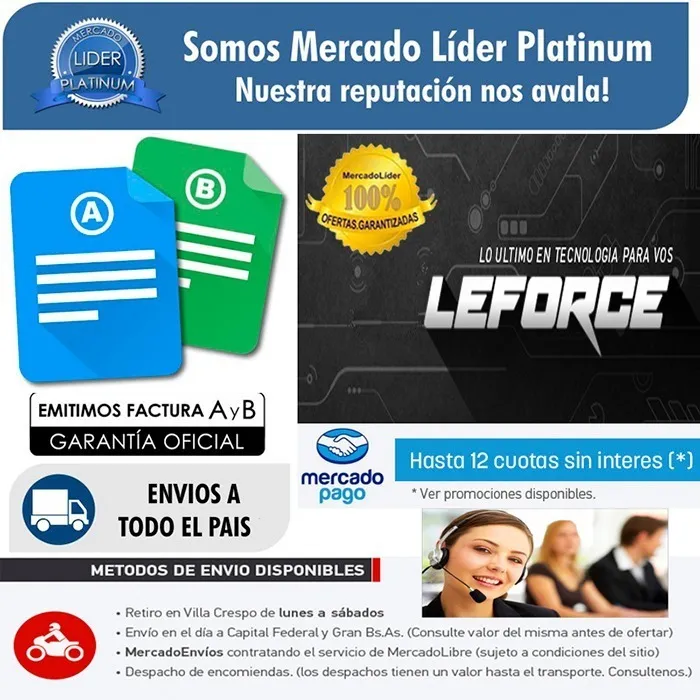 MERCADO
LIDER
PLATINUM
Somos Mercado Líder Platinum
Nuestra reputación nos avala!
A
B
MercadoLider
100%
OFERTAS.GARANTIZADAS
LO ULTIMO EN TECNOLOGIA PARA VOS
LEFORCE
EMITIMOS FACTURA A y B
GARANTÍA OFICIAL
mercado
pago
Hasta 12 cuotas sin interes (*)
* Ver promociones disponibles.
ENVIOS A
TODO EL PAIS
METODOS DE ENVIO DISPONIBLES
• Retiro en Villa Crespo de lunes a sábados
• Envío en el día a Capital Federal y Gran Bs.As. (Consulte valor del misma antes de ofertar)
• MercadoEnvíos contratando el servicio de MercadoLibre (sujeto a condiciones del sitio)
• Despacho de encomiendas. (los despachos tienen un valor hasta el transporte. Consultenos.)